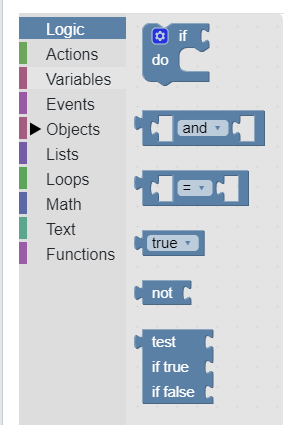 Logic
Actions
Variables
Events
Objects
Lists
Loops
Math
Text
Functions
if
do
and
=
true
not
test
if true
if false